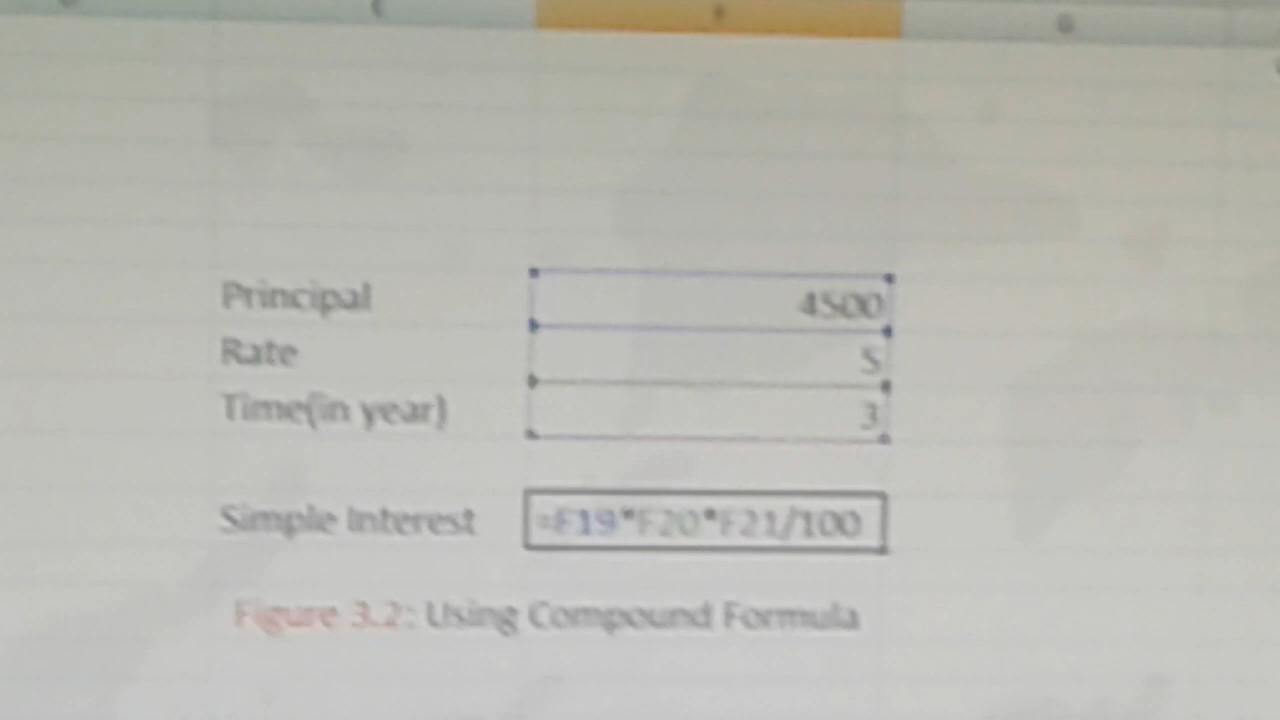 Principal 4500
Rate 5
Time(in year) 3
Simple Interest =F19*F20*F21/100
Figure 3.2: Using Compound Formula